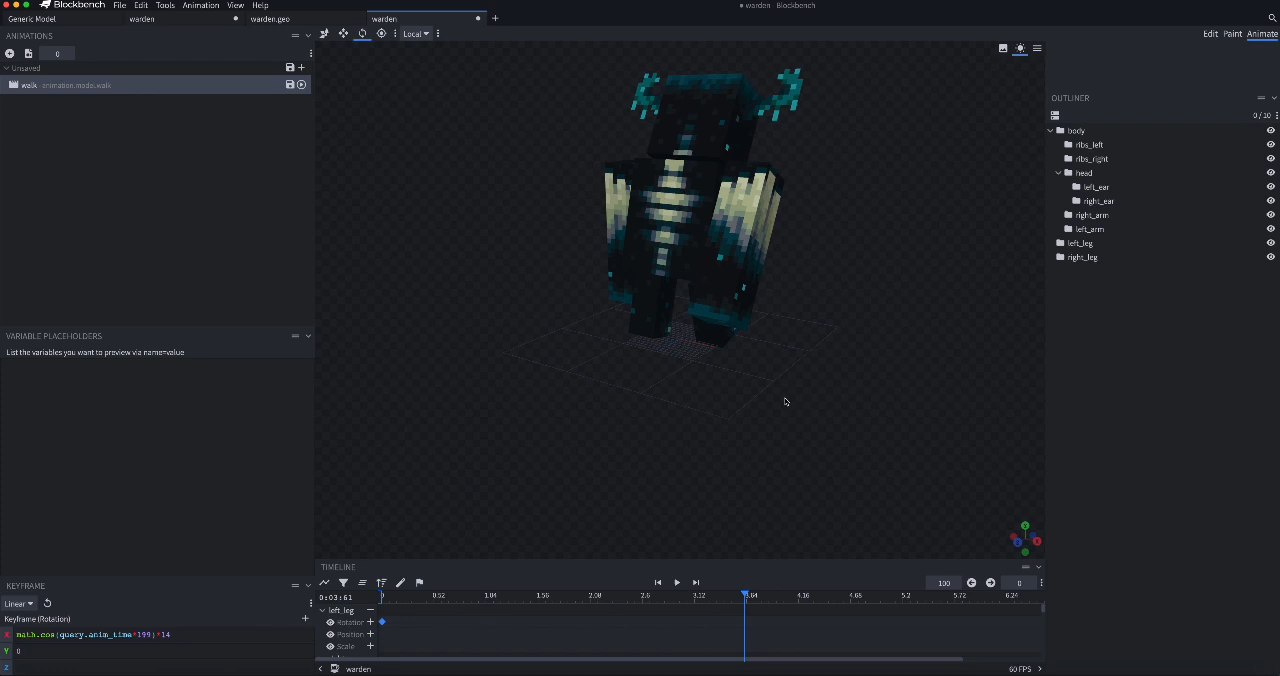 Blockbench File Edit Tools Animation View Help
● warden - Blockbench
Generic Model warden warden.geo warden
ANIMATIONS
Local
Edit Paint Animate
0
Unsaved
walk animation.model.walk
OUTLINER
0 / 10
body
ribs_left
ribs_right
head
left_ear
right_ear
right_arm
left_arm
left_leg
right_leg
VARIABLE PLACEHOLDERS
List the variables you want to preview via name=value
Y
X
Z
TIMELINE
KEYFRAME
100
0
0:03:61
0 0.52 1.04 1.56 2.08 2.6 3.12 3.64 4.16 4.68 5.2 5.72 6.24
Linear
left_leg
Keyframe (Rotation)
Rotation
X math.cos(query.anim_time*199)*14
Position
Scale
Y 0
Z
warden
60 FPS